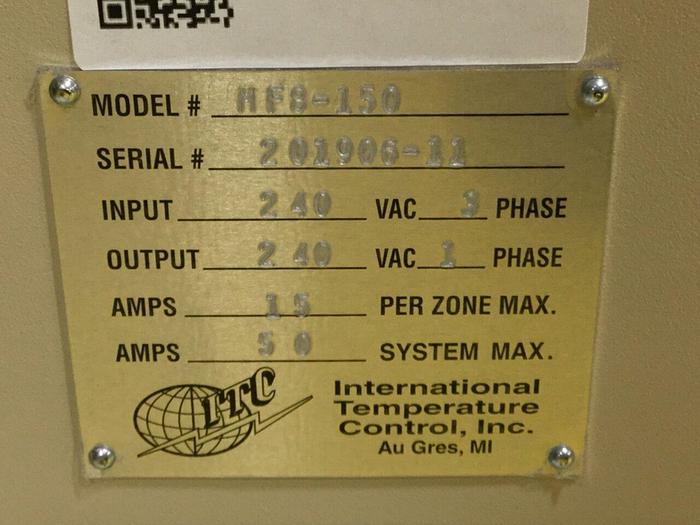 MODEL # HF8-150
SERIAL # 201906-11
INPUT 240 VAC 3 PHASE
OUTPUT 240 VAC 1 PHASE
AMPS 15 PER ZONE MAX.
AMPS 50 SYSTEM MAX.
ITC
International
Temperature
Control, Inc.
Au Gres, MI